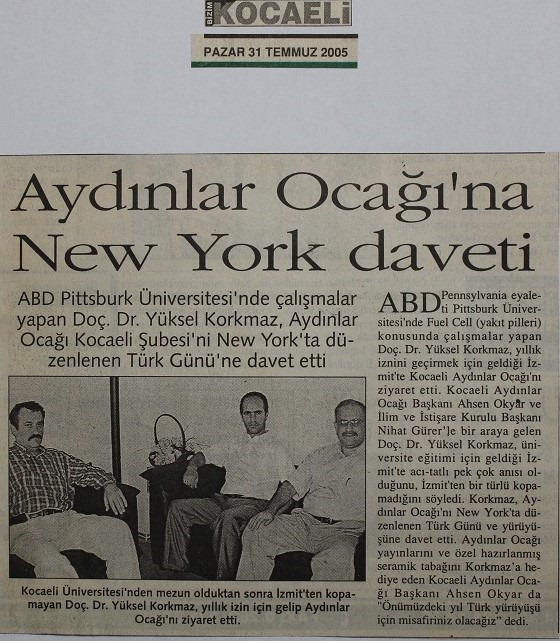 BİZİM
KOCAELİ
PAZAR 31 TEMMUZ 2005
Aydınlar Ocağı'na
New York daveti
ABD Pittsburk Üniversitesi'nde çalışmalar
yapan Doç. Dr. Yüksel Korkmaz, Aydınlar
Ocağı Kocaeli Şubesi'ni New York'ta dü-
zenlenen Türk Günü'ne davet etti
Kocaeli Üniversitesi'nden mezun olduktan sonra İzmit'ten kopa-
mayan Doç. Dr. Yüksel Korkmaz, yıllık izin için gelip Aydınlar
Ocağı'nı ziyaret etti.
ABD Pennsylvania eyale-
ti Pittsburk Üniver-
sitesi'nde Fuel Cell (yakıt pilleri)
konusunda çalışmalar yapan
Doç. Dr. Yüksel Korkmaz, yıllık
iznini geçirmek için geldiği İz-
mit'te Kocaeli Aydınlar Ocağı'nı
ziyaret etti. Kocaeli Aydınlar
Ocağı Başkanı Ahsen Okyar ve
İlim ve İstişare Kurulu Başkanı
Nihat Gürer'le bir araya gelen
Doç. Dr. Yüksel Korkmaz, üni-
versite eğitimi için geldiği İz-
mit'te acı-tatlı pek çok anısı ol-
duğunu, İzmit'ten bir türlü kopa-
madığını söyledi. Korkmaz, Ay-
dınlar Ocağı'nı New York'ta dü-
zenlenen Türk Günü ve yürüyü-
şüne davet etti. Aydınlar Ocağı
yayınlarını ve özel hazırlanmış
seramik tabağını Korkmaz'a he-
diye eden Kocaeli Aydınlar Oca-
ğı Başkanı Ahsen Okyar da
"Önümüzdeki yıl Türk yürüyüşü
için misafiriniz olacağız" dedi.